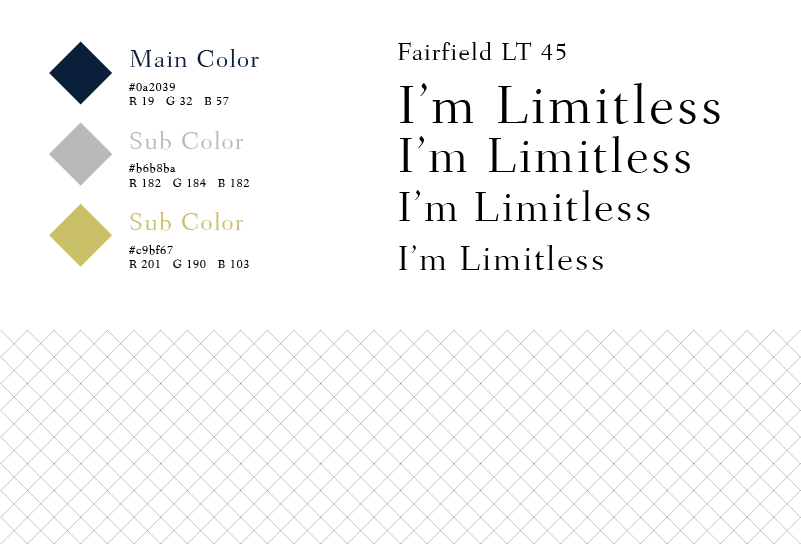 Main Color
#0a2039
R 19 G 32 B 57
Sub Color
#b6b8ba
R 182 G 184 B 182
Sub Color
#c9bf67
R 201 G 190 B 103
Fairfield LT 45
I'm Limitless
I'm Limitless
I'm Limitless
I'm Limitless